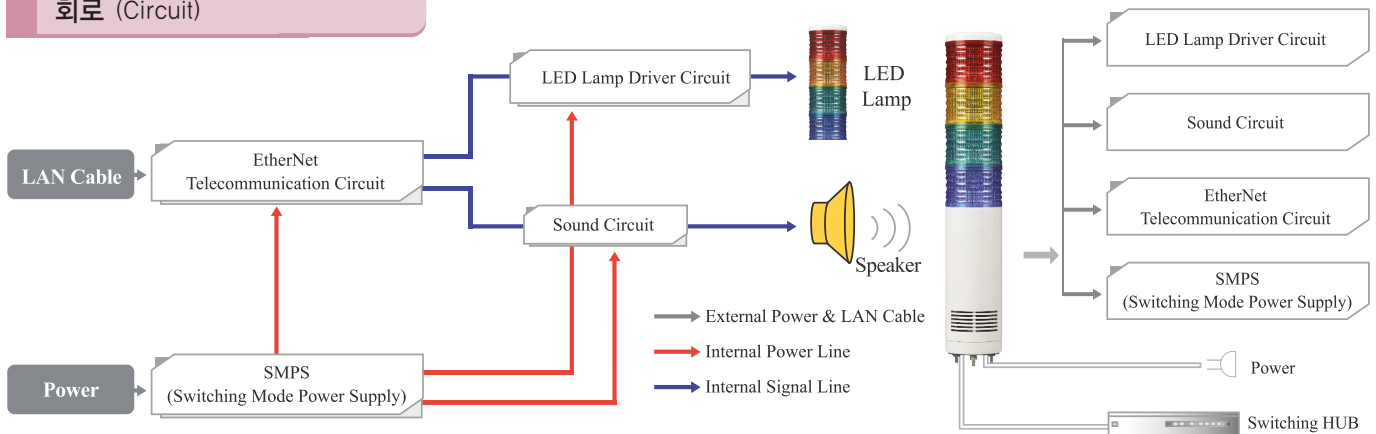 회로 (Circuit)
LAN Cable
EtherNet
Telecommunication Circuit
LED Lamp Driver Circuit
LED
Lamp
Sound Circuit
Speaker
Power
SMPS
(Switching Mode Power Supply)
External Power & LAN Cable
Internal Power Line
Internal Signal Line
LED Lamp Driver Circuit
Sound Circuit
EtherNet
Telecommunication Circuit
SMPS
(Switching Mode Power Supply)
Power
Switching HUB